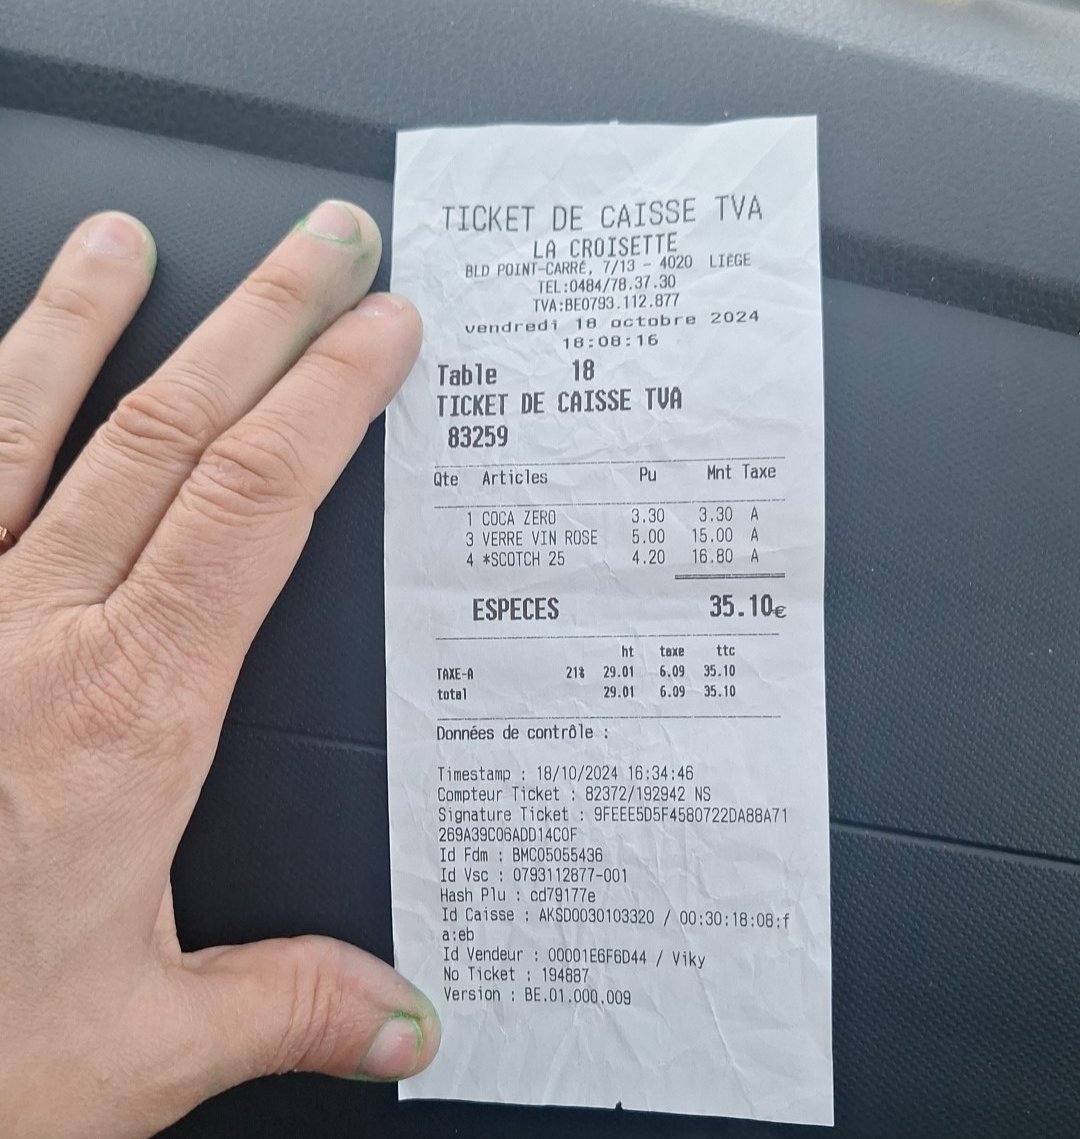 TICKET DE CAISSE TVA
LA CROISETTE
BLD POINT-CARRÉ, 7/13 - 4020 LIÈGE
TEL:0484/78.37.30
TVA:BE0793.112.877
vendredi 18 octobre 2024
18:08:16
Table 18
TICKET DE CAISSE TVA
83259
Qte Articles Pu Mnt Taxe
1 COCA ZERO 3.30 3.30 A
3 VERRE VIN ROSE 5.00 15.00 A
4 *SCOTCH 25 4.20 16.80 A
ESPECES 35.10€
ht taxe ttc
TAXE-A 21% 29.01 6.09 35.10
total 29.01 6.09 35.10
Données de contrôle :
Timestamp : 18/10/2024 16:34:46
Compteur Ticket : 82372/192942 NS
Signature Ticket : 9FEEE5D5F4580722DA88A71
269A39C06ADD14C0F
Id Fdm : BMC05055436
Id Vsc : 0793112877-001
Hash Plu : cd79177e
Id Caisse : AKSD0030103320 / 00:30:18:08:f
a:eb
Id Vendeur : 00001E6F6D44 / Viky
No Ticket : 194887
Version : BE.01.000.009